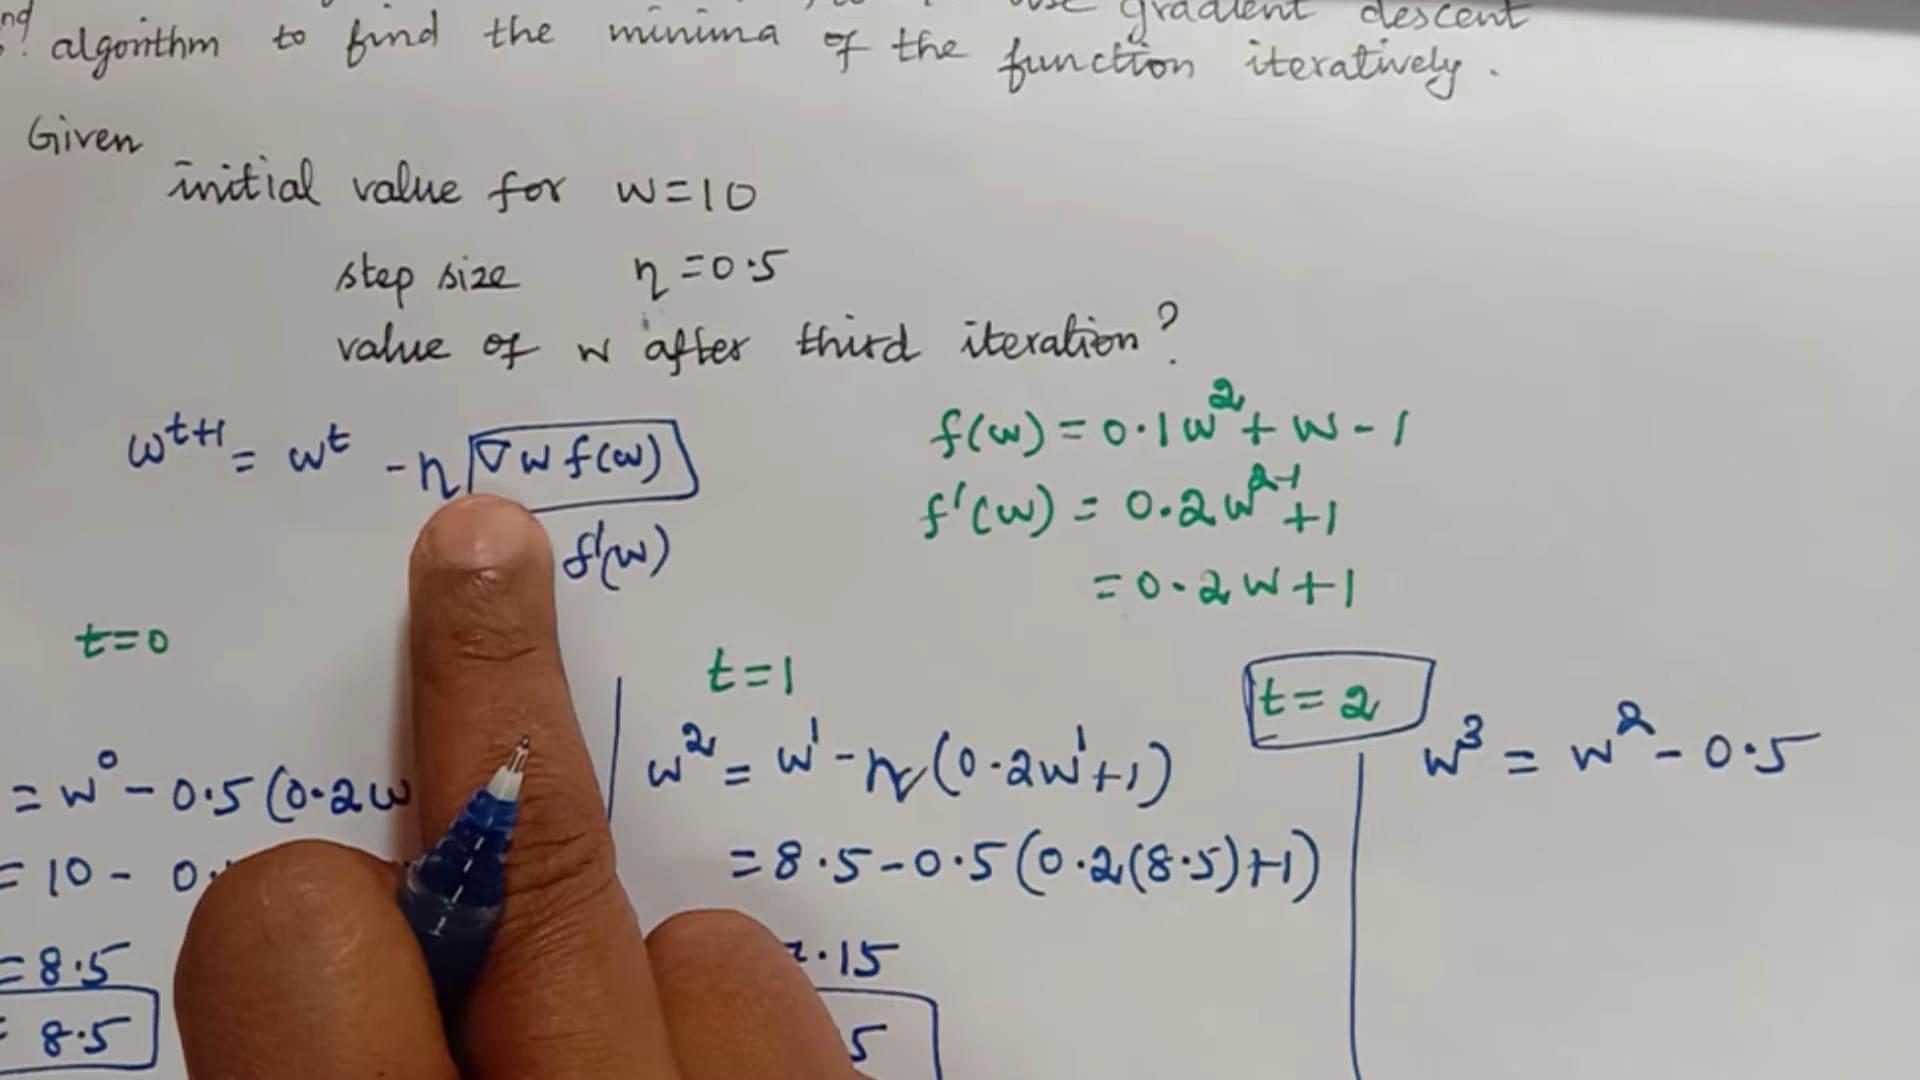 gradient descent
algorithm to find the minima of the function iteratively.
Given
initial value for w=10
step size η=0.5
value of w after third iteration?
w^{t+1} = w^t - η ∇w f(w)
f'(w)
f(w) = 0.1w^2 + w - 1
f'(w) = 0.2w^{2-1} + 1
= 0.2w + 1
t=0
= w^0 - 0.5(0.2w
= 10 - 0.
= 8.5
= 8.5
t=1
w^2 = w^1 - η(0.2w^1+1)
= 8.5 - 0.5(0.2(8.5)+1)
.15
5
t=2
w^3 = w^2 - 0.5